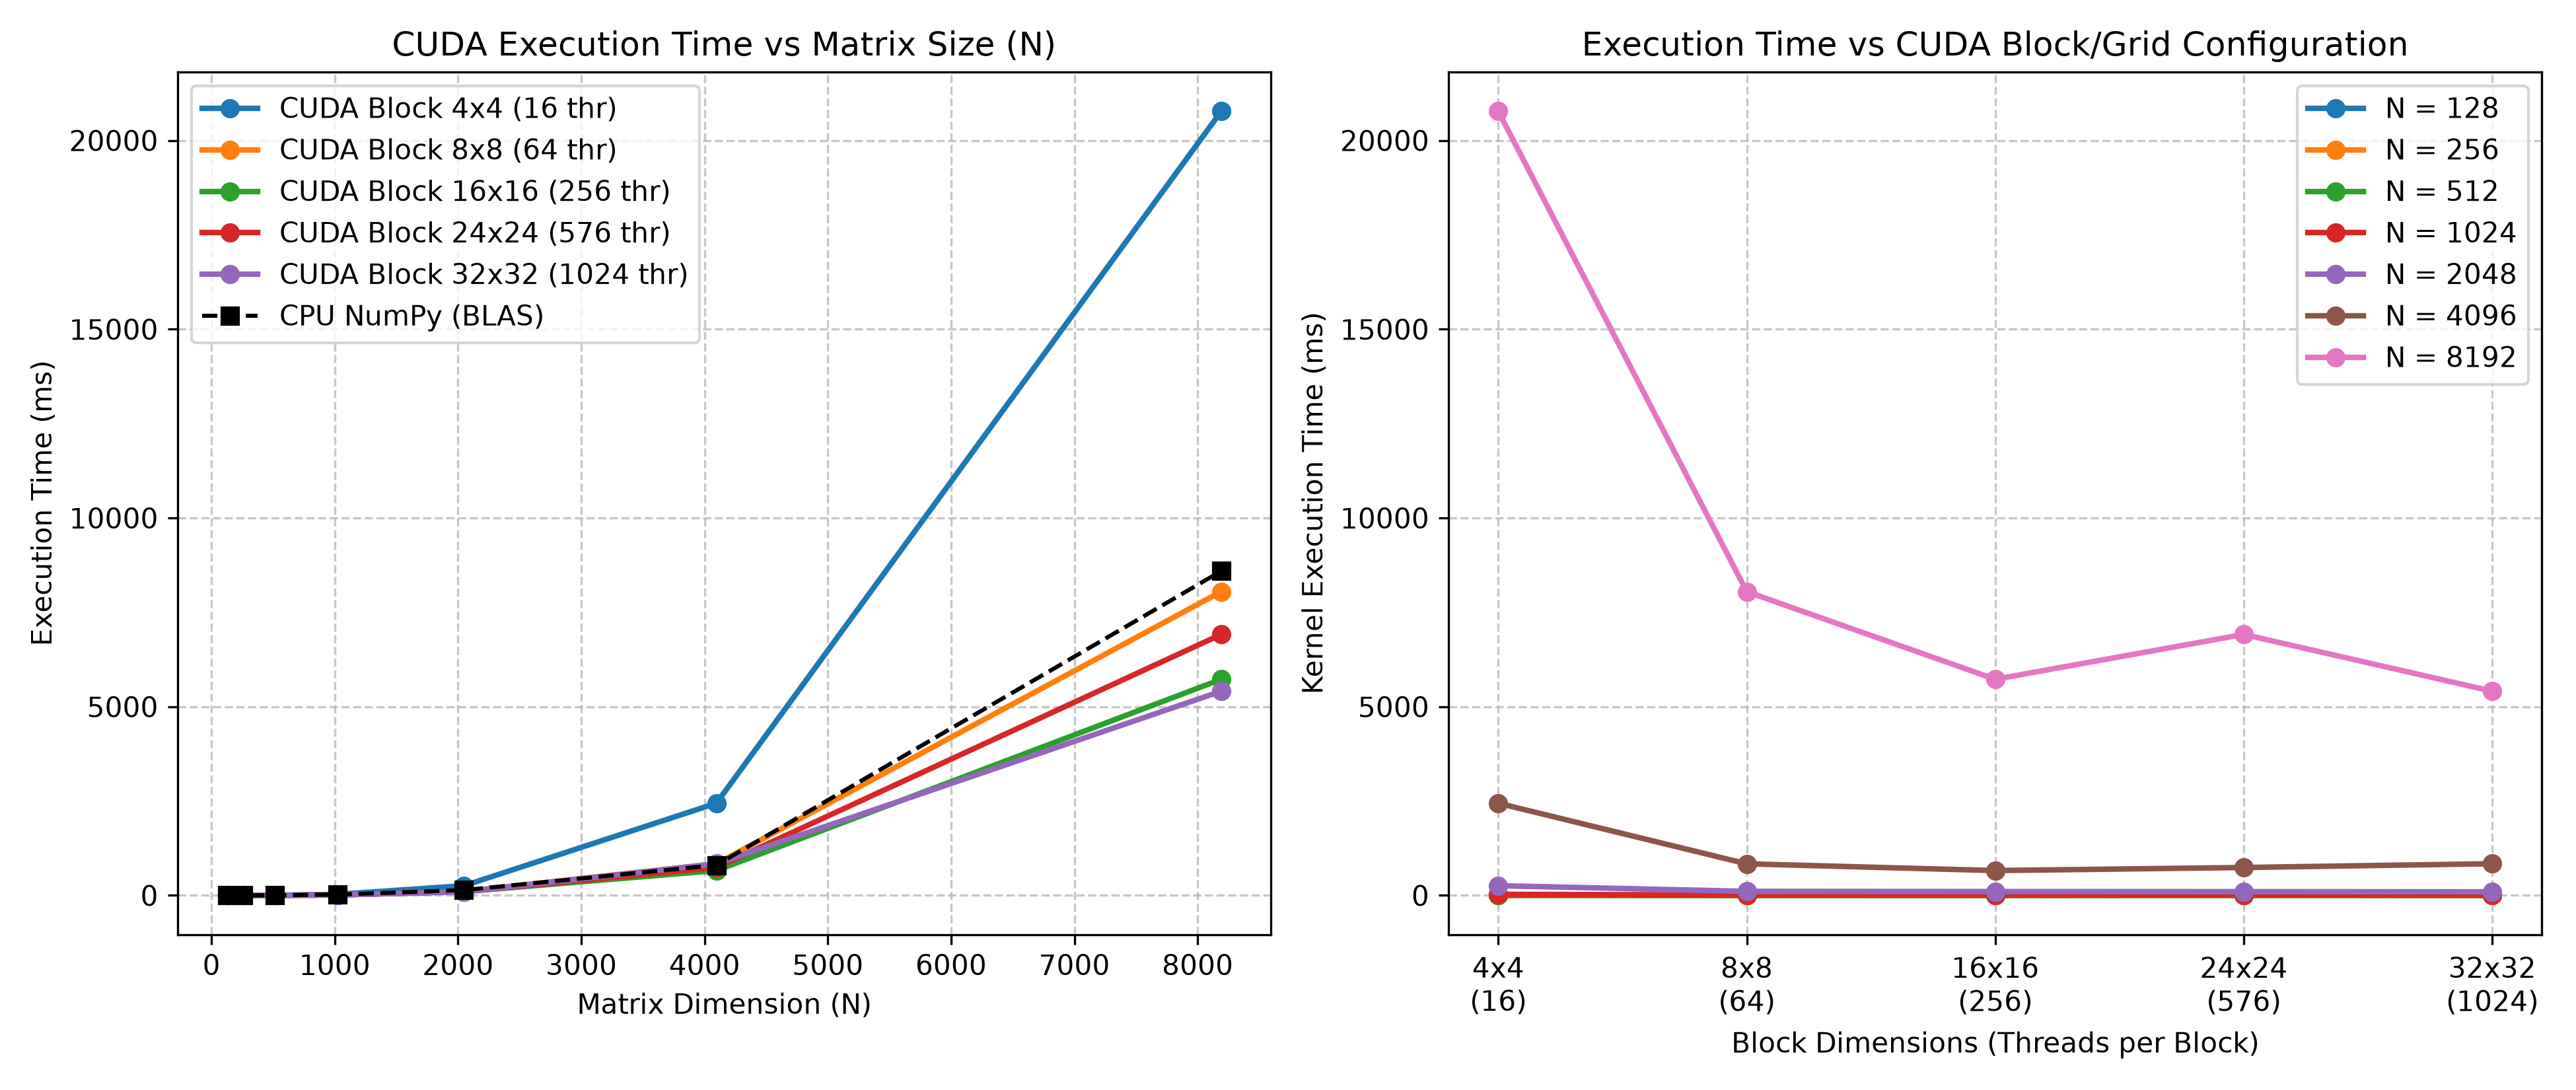 CUDA Execution Time vs Matrix Size (N)
Execution Time (ms)
20000
15000
10000
5000
0
CUDA Block 4x4 (16 thr)
CUDA Block 8x8 (64 thr)
CUDA Block 16x16 (256 thr)
CUDA Block 24x24 (576 thr)
CUDA Block 32x32 (1024 thr)
CPU NumPy (BLAS)
0 1000 2000 3000 4000 5000 6000 7000 8000
Matrix Dimension (N)
Execution Time vs CUDA Block/Grid Configuration
Kernel Execution Time (ms)
20000
15000
10000
5000
0
N = 128
N = 256
N = 512
N = 1024
N = 2048
N = 4096
N = 8192
4x4 8x8 16x16 24x24 32x32
(16) (64) (256) (576) (1024)
Block Dimensions (Threads per Block)